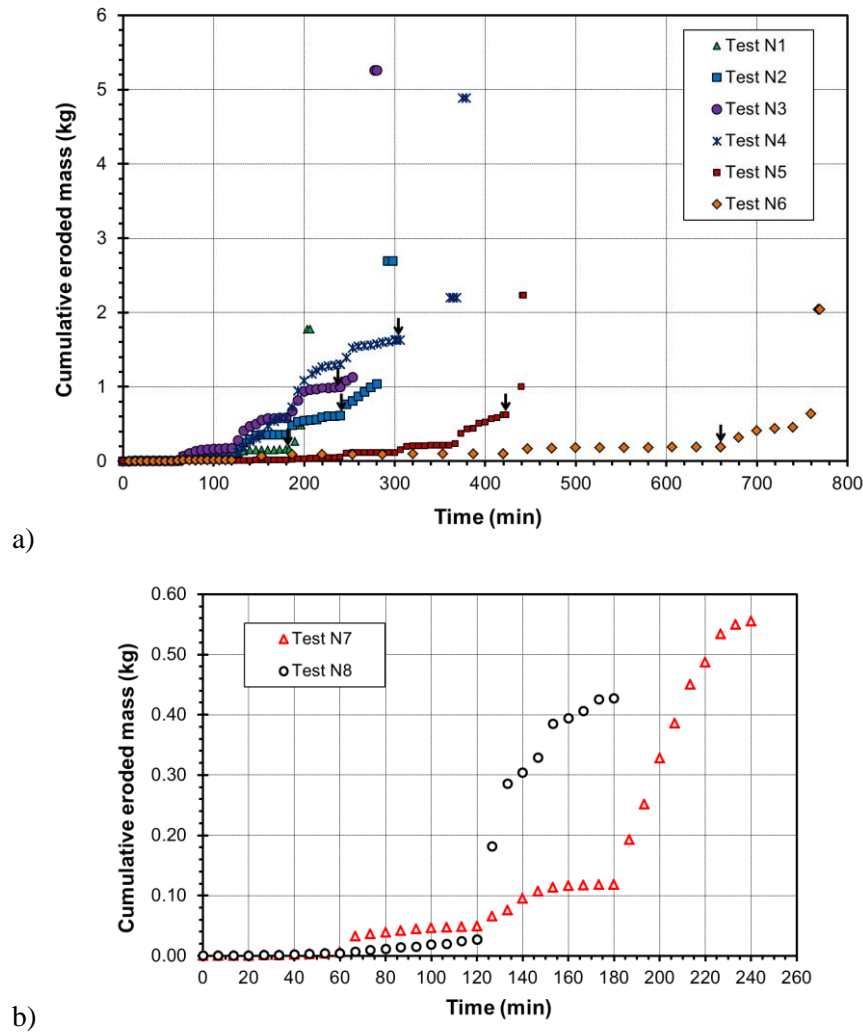 6
5
4
3
2
1
0
Cumulative eroded mass (kg)
Test N1
Test N2
Test N3
Test N4
Test N5
Test N6
0 100 200 300 400 500 600 700 800
Time (min)
a)
0.60
0.50
0.40
0.30
0.20
0.10
0.00
Cumulative eroded mass (kg)
Test N7
Test N8
0 20 40 60 80 100 120 140 160 180 200 220 240 260
Time (min)
b)